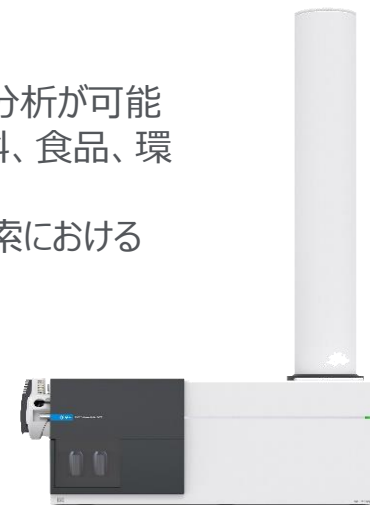 分析が可能
料、食品、環
索における